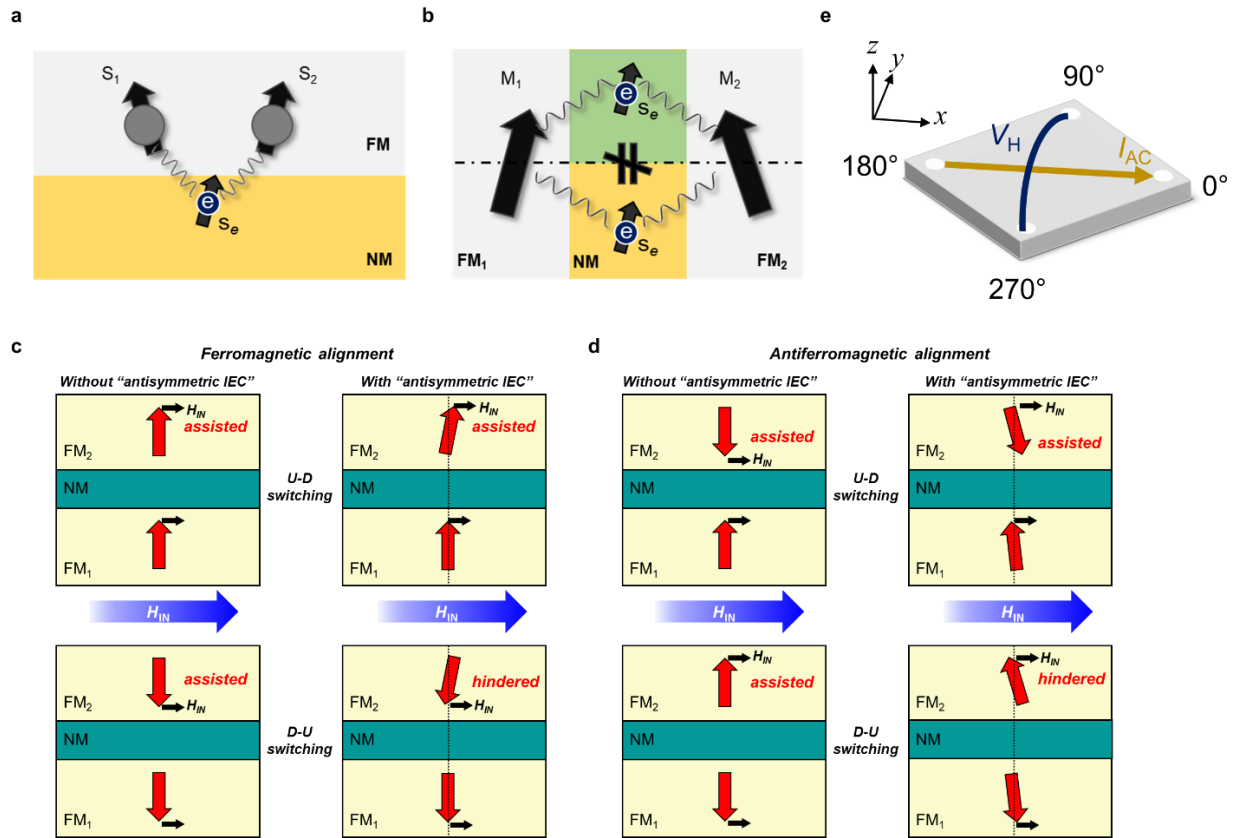 a
S1
S2
FM
e
Se
NM
b
M1
M2
e
Se
e
Se
FM1
NM
FM2
e
z
y
x
90°
VH
IAC
180°
0°
270°
c
Ferromagnetic alignment
Without “antisymmetric IEC”
With “antisymmetric IEC”
HIN
assisted
FM2
NM
FM1
HIN
assisted
FM2
NM
FM1
U-D
switching
HIN
HIN
assisted
HIN
FM2
NM
FM1
hindered
HIN
FM2
NM
FM1
D-U
switching
d
Antiferromagnetic alignment
Without “antisymmetric IEC”
With “antisymmetric IEC”
assisted
HIN
FM2
NM
FM1
HIN
assisted
FM2
NM
FM1
U-D
switching
HIN
HIN
HIN
assisted
FM2
NM
FM1
HIN
hindered
FM2
NM
FM1
D-U
switching